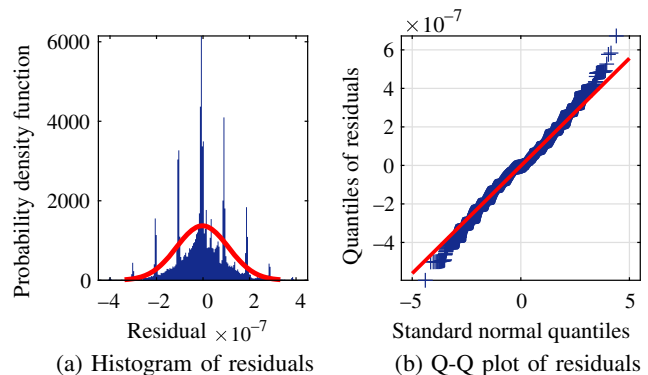 ×10⁻⁷
6000
4000
2000
0
Probability density function
−4 −2 0 2 4
Residual ×10⁻⁷
(a) Histogram of residuals
6
4
2
0
−2
−4
Quantiles of residuals
−5 0 5
Standard normal quantiles
(b) Q-Q plot of residuals